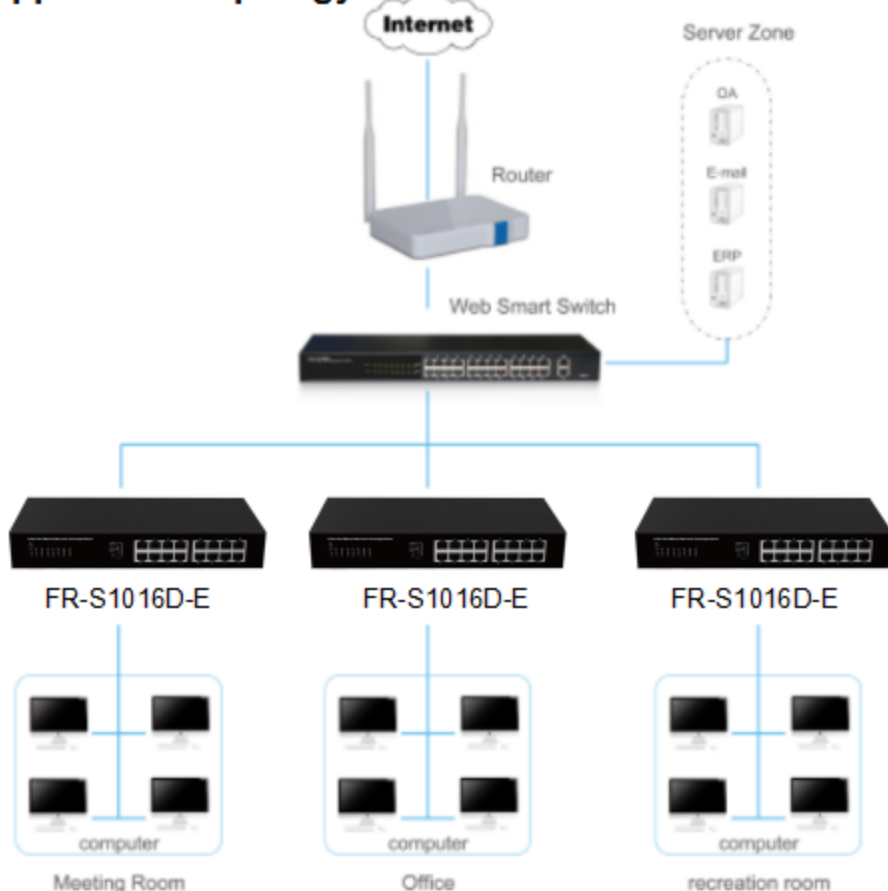 Internet
Server Zone
OA
E-mail
ERP
Router
Web Smart Switch
FR-S1016D-E
FR-S1016D-E
FR-S1016D-E
computer
computer
computer
Meeting Room
Office
recreation room